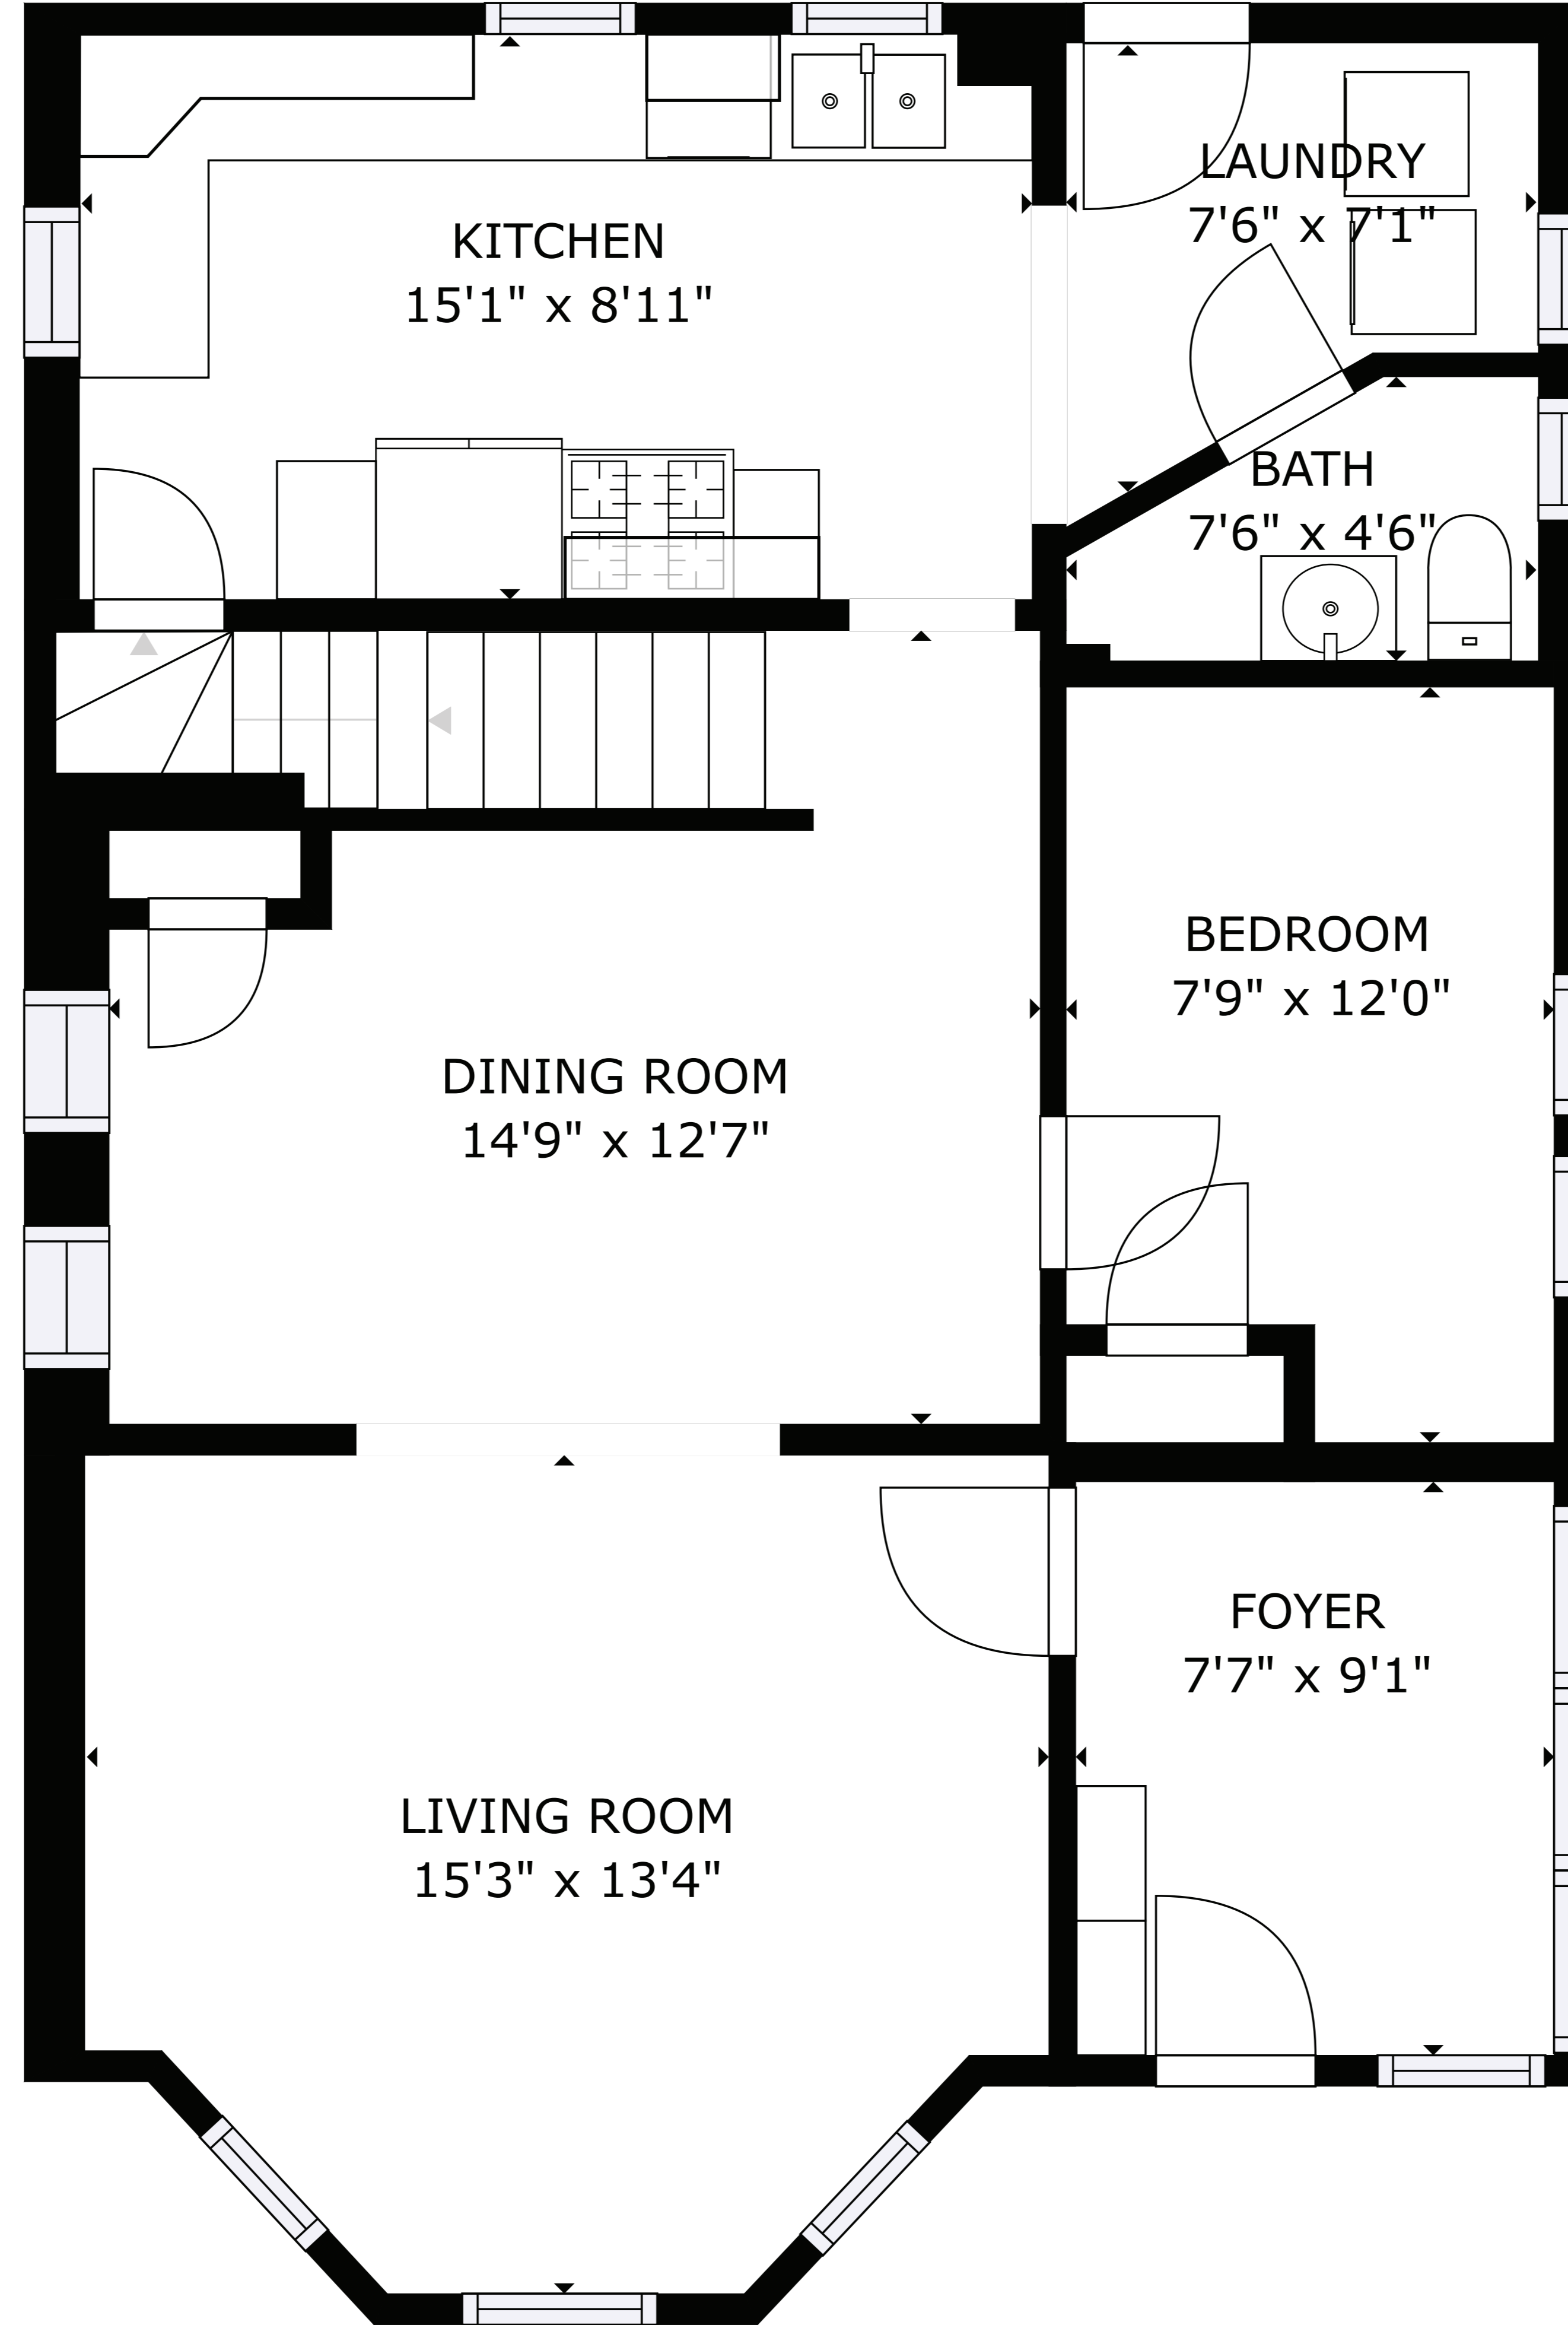 LAUNDRY
7'6" x 7'1"
KITCHEN
15'1" x 8'11"
BATH
7'6" x 4'6"
BEDROOM
7'9" x 12'0"
DINING ROOM
14'9" x 12'7"
FOYER
7'7" x 9'1"
LIVING ROOM
15'3" x 13'4"